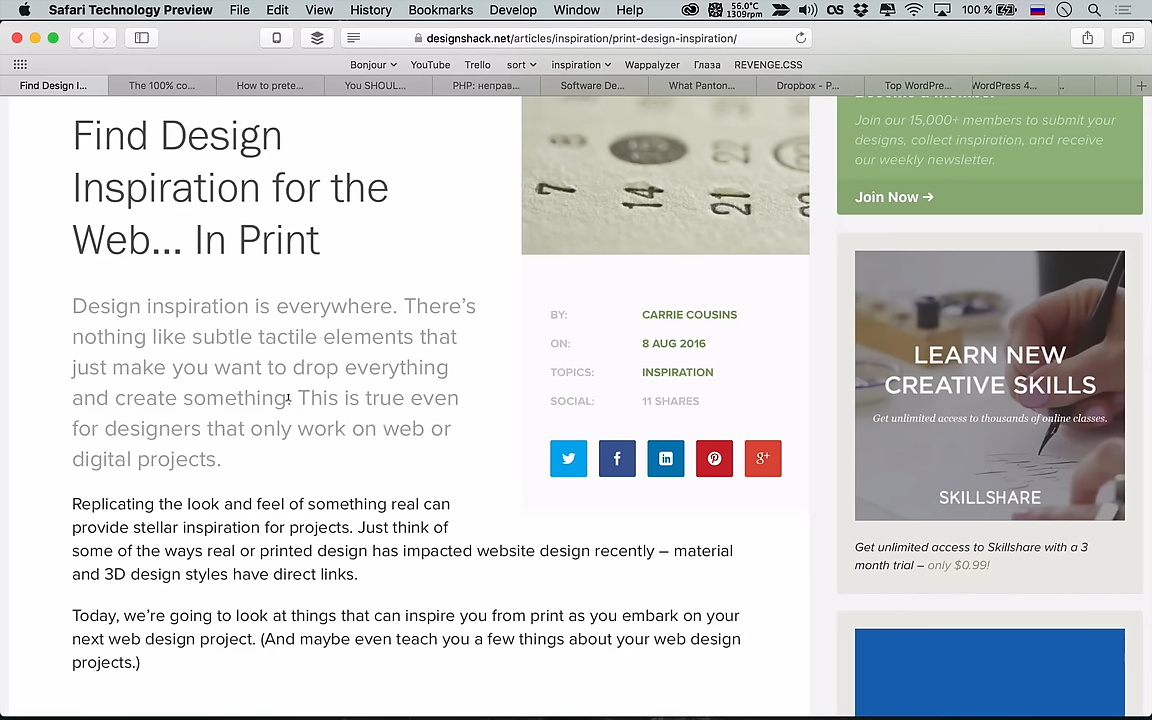 Safari Technology Preview File Edit View History Bookmarks Develop Window Help 56.0°C 1309rpm 100 %
designshack.net/articles/inspiration/print-design-inspiration/
Bonjour YouTube Trello sort inspiration Wappalyzer Глаза REVENGE.CSS
Find Design I... The 100% co... How to prete... You SHOUL... PHP: неправ... Software De... What Panton... Dropbox - P... Top WordPre... WordPress 4...
Find Design
Inspiration for the
Web... In Print
Design inspiration is everywhere. There’s
nothing like subtle tactile elements that
just make you want to drop everything
and create something. This is true even
for designers that only work on web or
digital projects.
Replicating the look and feel of something real can
provide stellar inspiration for projects. Just think of
some of the ways real or printed design has impacted website design recently – material
and 3D design styles have direct links.
Today, we’re going to look at things that can inspire you from print as you embark on your
next web design project. (And maybe even teach you a few things about your web design
projects.)
7 14 21
BY: CARRIE COUSINS
ON: 8 AUG 2016
TOPICS: INSPIRATION
SOCIAL: 11 SHARES
Become a Member
Join our 15,000+ members to submit your
designs, collect inspiration, and receive
our weekly newsletter.
Join Now →
LEARN NEW
CREATIVE SKILLS
Get unlimited access to thousands of online classes.
SKILLSHARE
Get unlimited access to Skillshare with a 3
month trial – only $0.99!